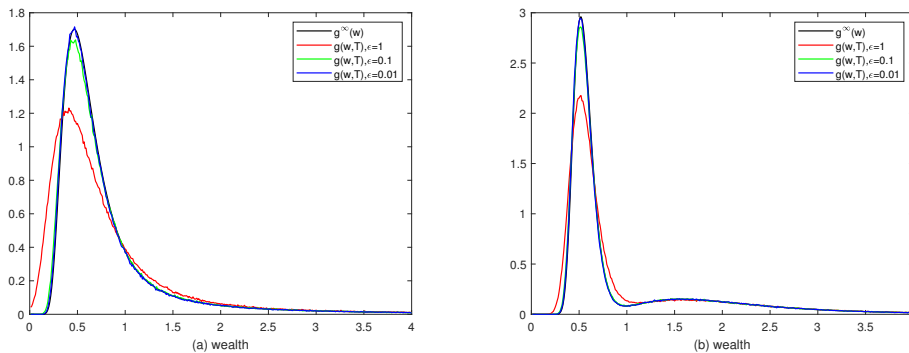 1.8
1.6
1.4
1.2
1
0.8
0.6
0.4
0.2
0
0 0.5 1 1.5 2 2.5 3 3.5 4
(a) wealth
g∞(w)
g(w,T),ϵ=1
g(w,T),ϵ=0.1
g(w,T),ϵ=0.01
3
2.5
2
1.5
1
0.5
0
0 0.5 1 1.5 2 2.5 3 3.5
(b) wealth
g∞(w)
g(w,T),ϵ=1
g(w,T),ϵ=0.1
g(w,T),ϵ=0.01